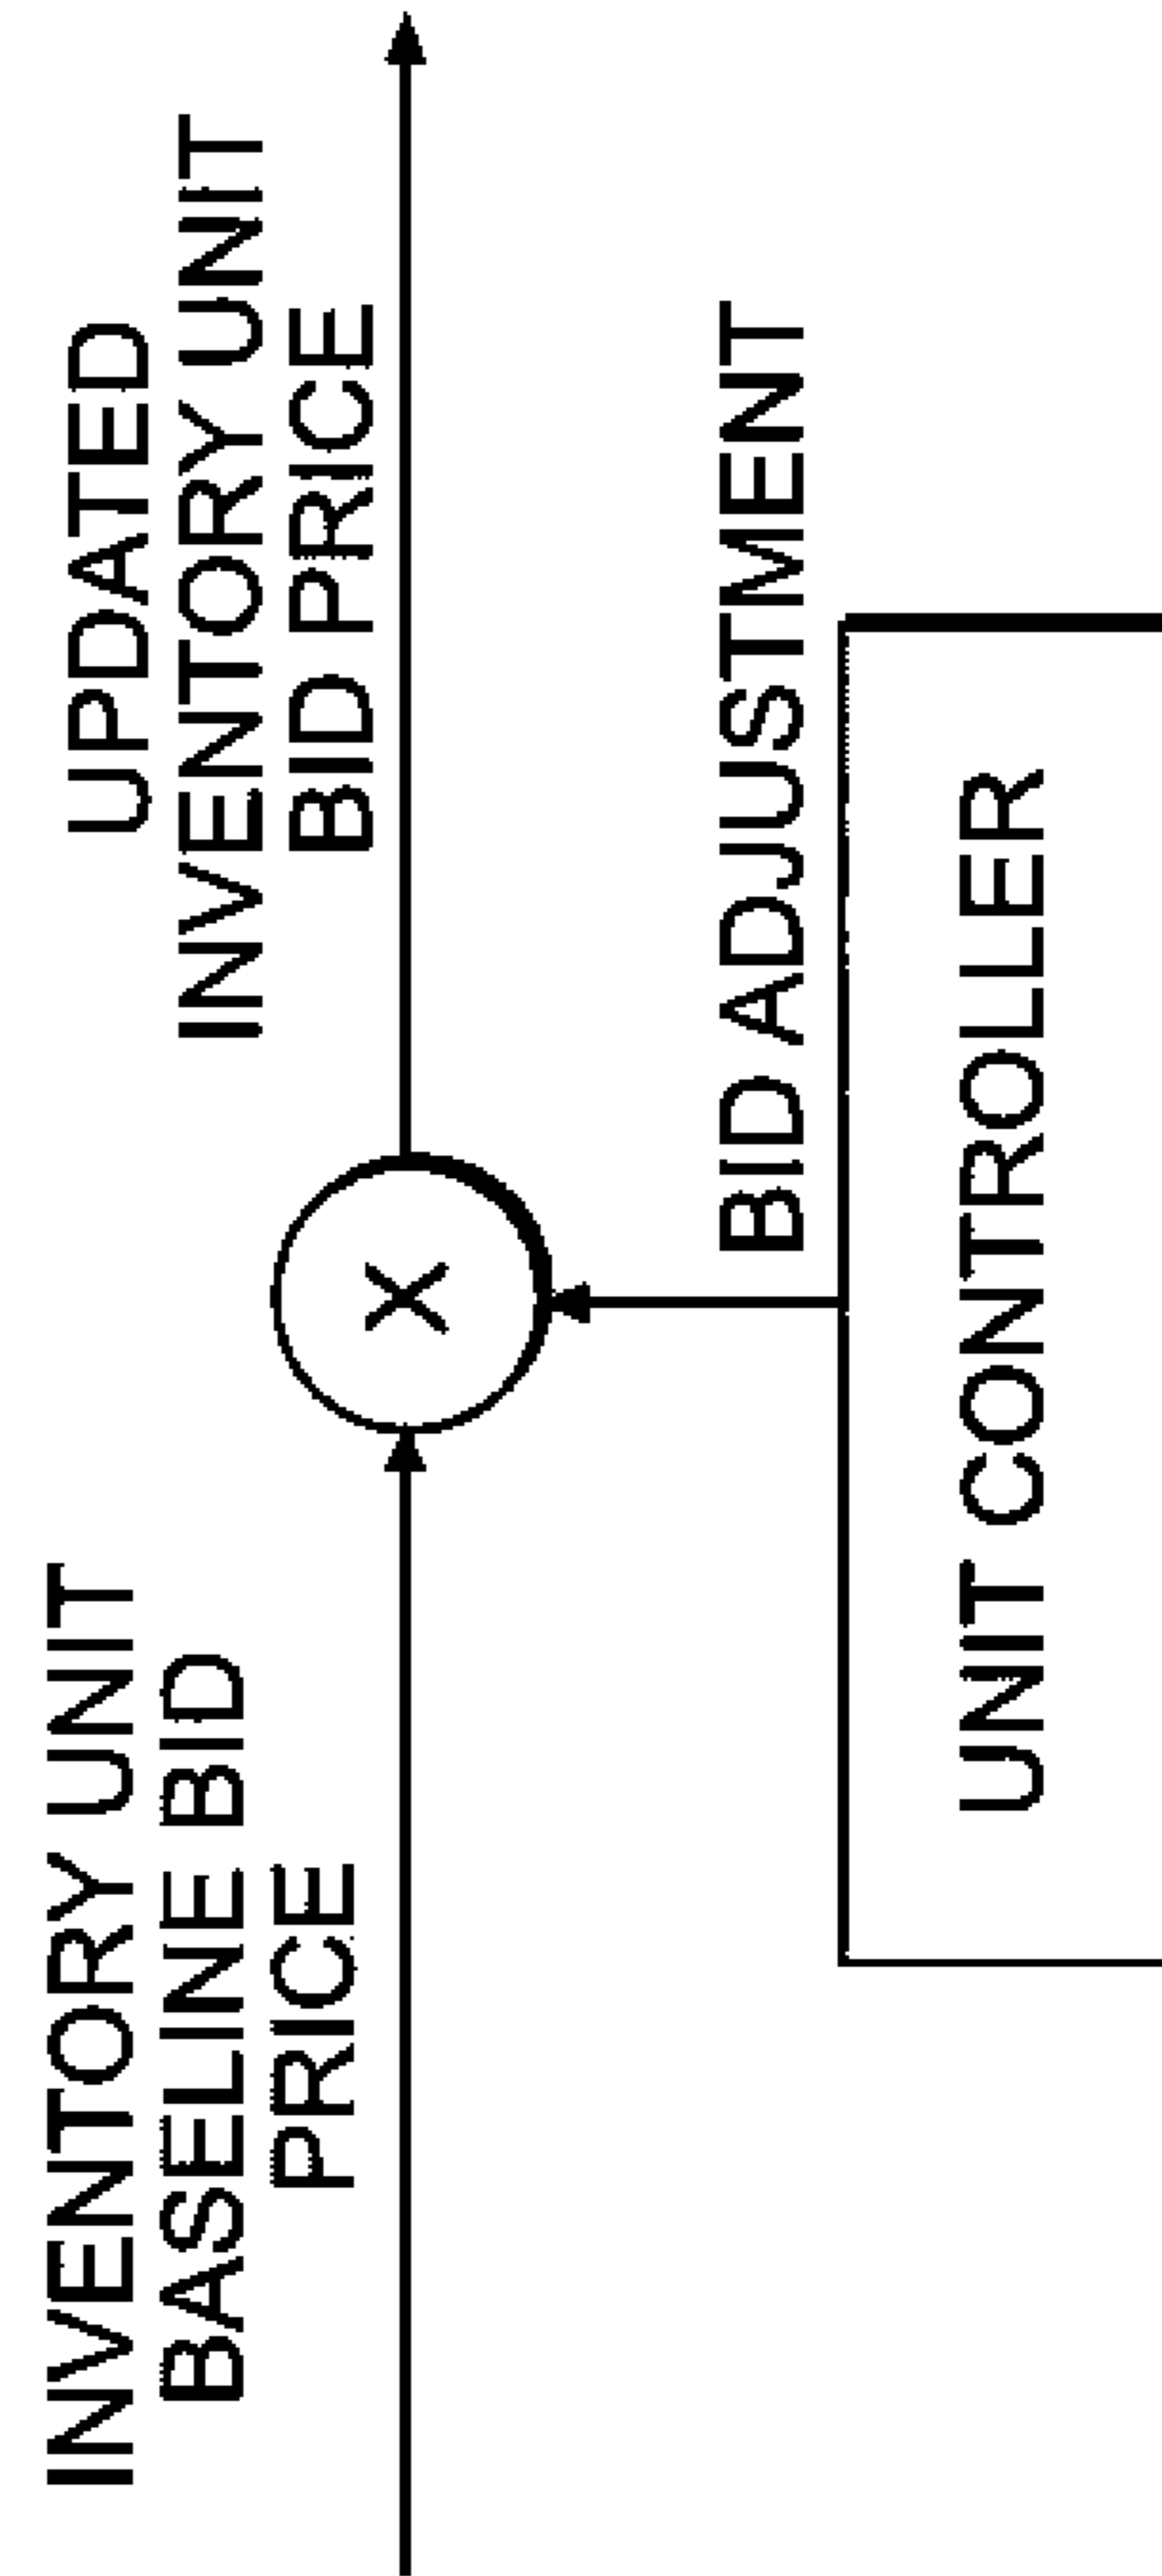 INVENTORY UNIT
BASELINE BID
PRICE
X
UPDATED
INVENTORY UNIT
BID PRICE
BID ADJUSTMENT
UNIT CONTROLLER